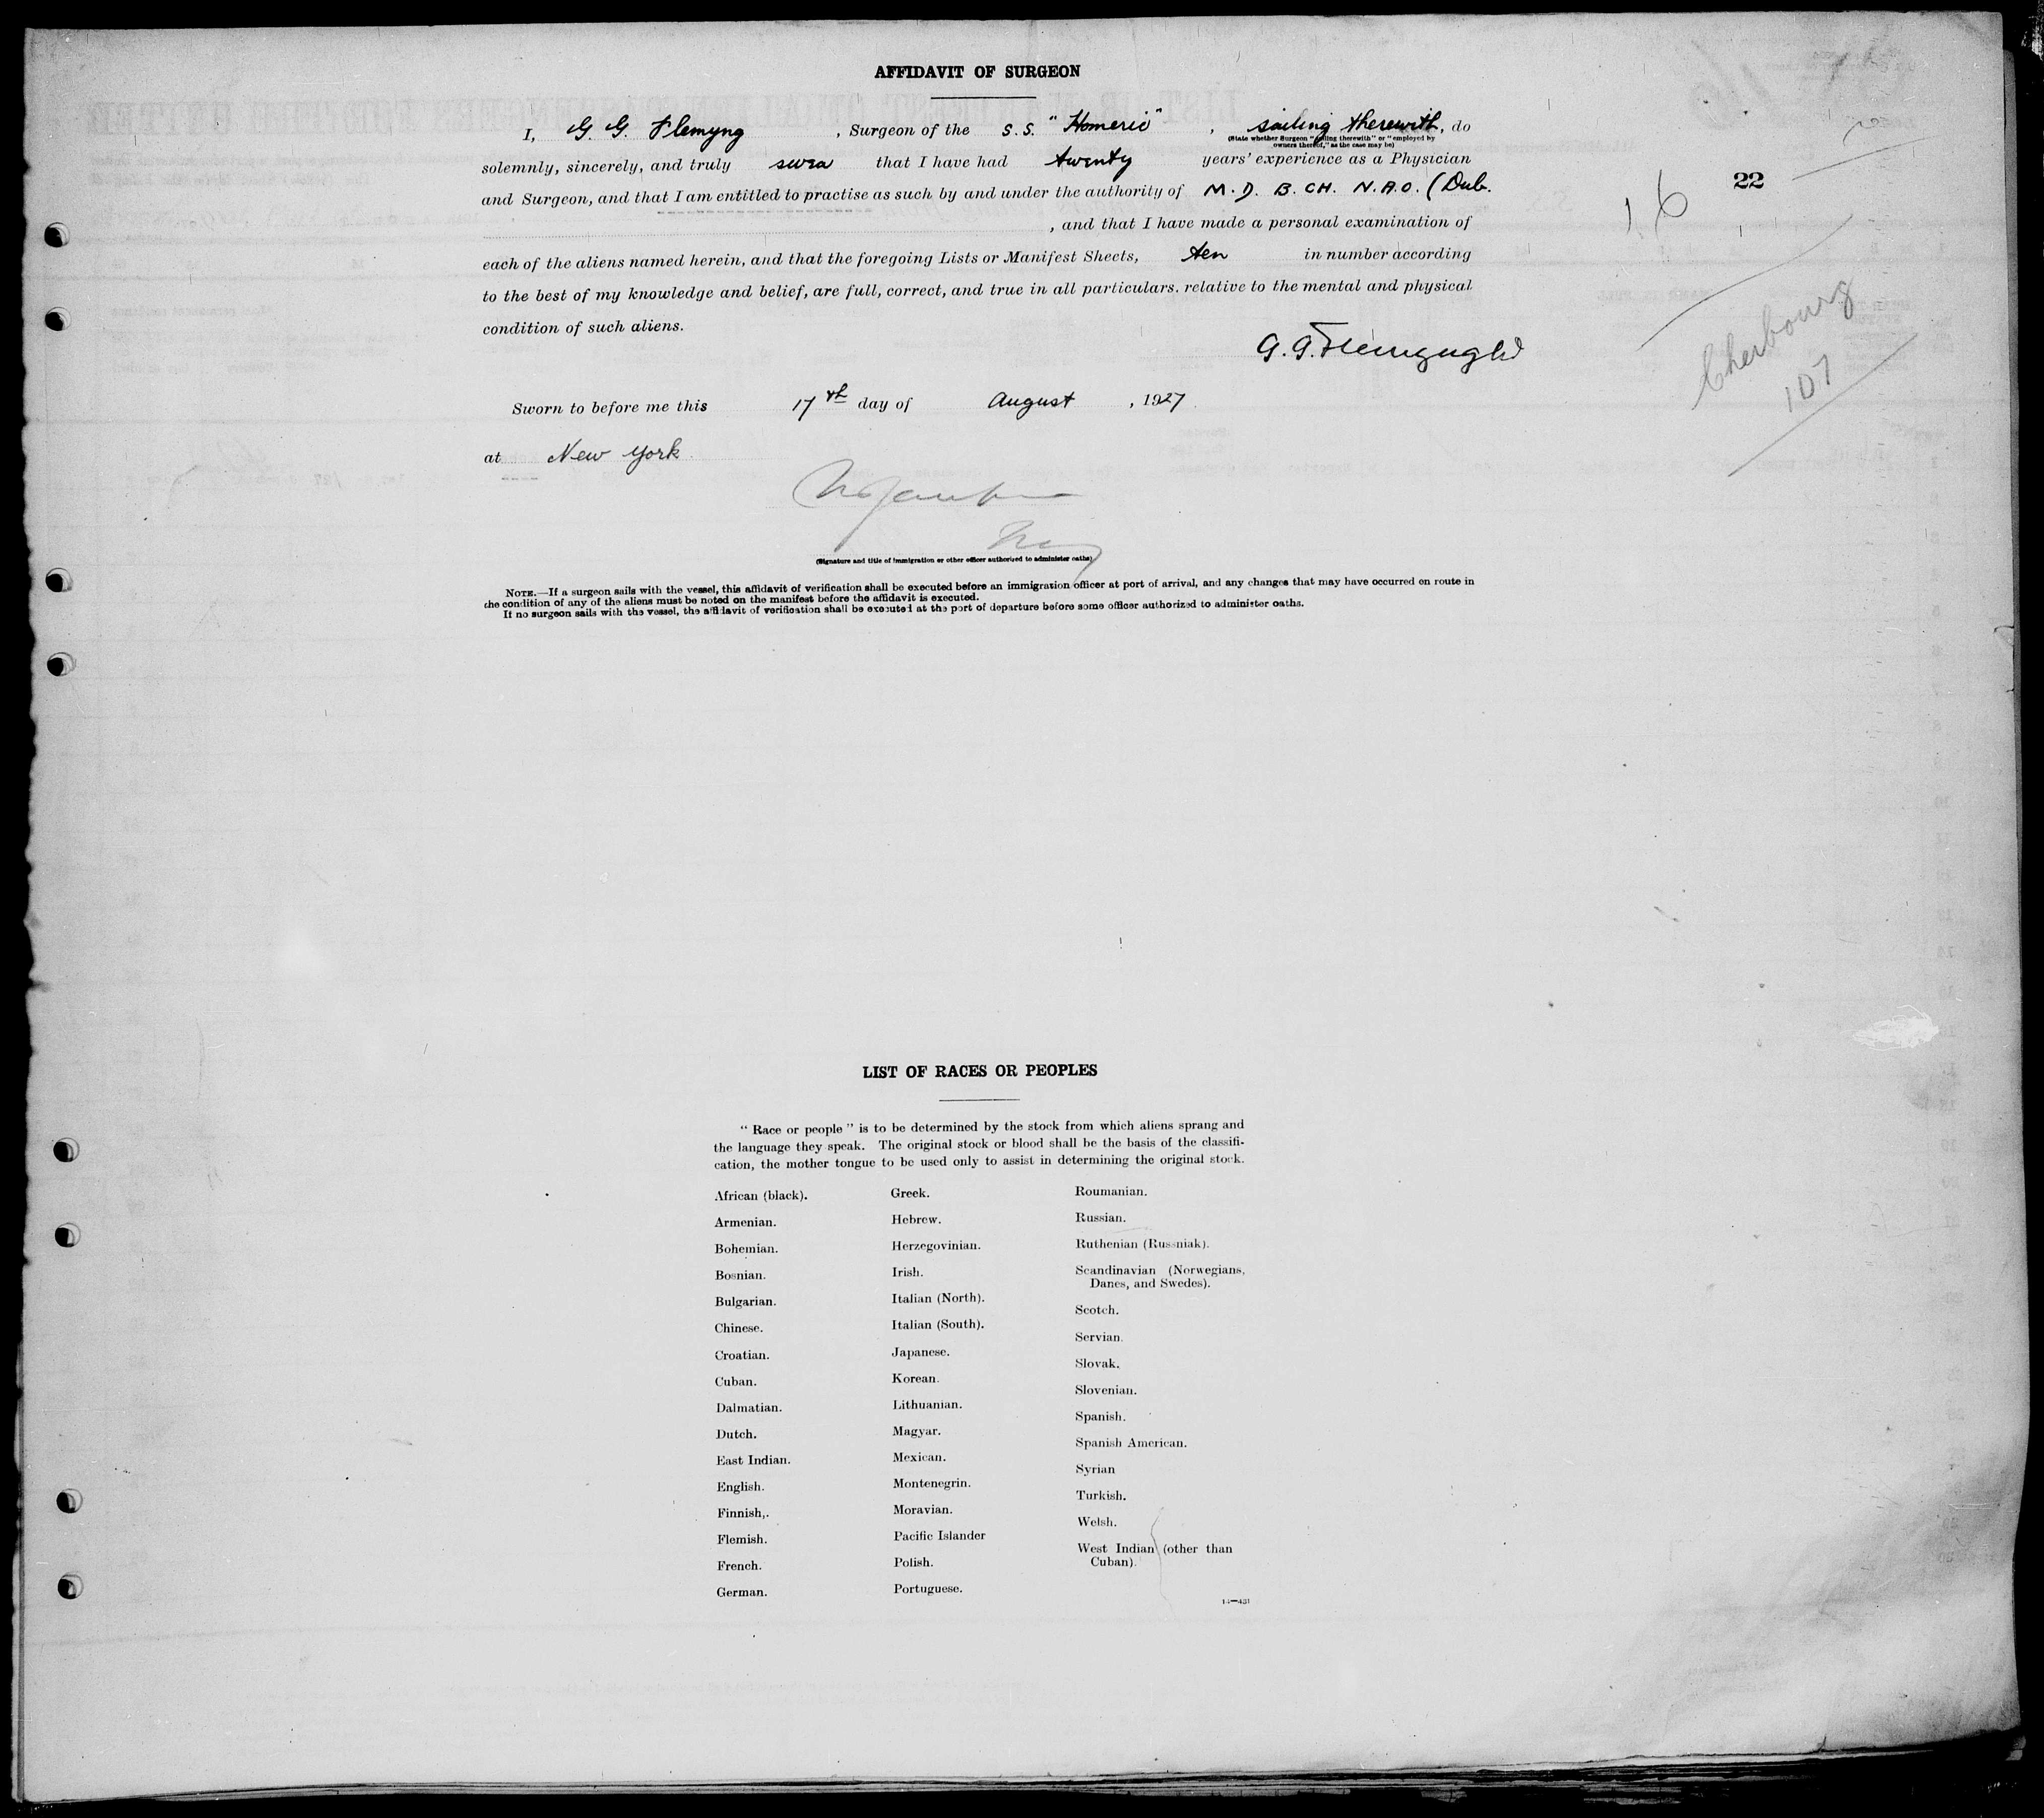 AFFIDAVIT OF SURGEON
I, G. G. Flemyng, Surgeon of the S.S. "Homeric", sailing therewith, do
(State whether Surgeon "sailing therewith" or "employed by
owners thereof," as the case may be)
solemnly, sincerely, and truly swea that I have had twenty years' experience as a Physician
and Surgeon, and that I am entitled to practise as such by and under the authority of M.D. B.CH. N.A.O. (Dub.
, and that I have made a personal examination of
each of the aliens named herein, and that the foregoing Lists or Manifest Sheets, ten in number according
to the best of my knowledge and belief, are full, correct, and true in all particulars. relative to the mental and physical
condition of such aliens.
Sworn to before me this 17th day of August, 1927.
at New York
(Signature and title of immigration or other officer authorized to administer oaths)
NOTE.—If a surgeon sails with the vessel, this affidavit of verification shall be executed before an immigration officer at port of arrival, and any changes that may have occurred on route in
the condition of any of the aliens must be noted on the manifest before the affidavit is executed.
If no surgeon sails with the vessel, the affidavit of verification shall be executed at the port of departure before some officer authorized to administer oaths.
16
22
Cherbourg
107
LIST OF RACES OR PEOPLES
"Race or people" is to be determined by the stock from which aliens sprang and
the language they speak. The original stock or blood shall be the basis of the classifi-
cation, the mother tongue to be used only to assist in determining the original stock.
African (black).
Armenian.
Bohemian.
Bosnian.
Bulgarian.
Chinese.
Croatian.
Cuban.
Dalmatian.
Dutch.
East Indian.
English.
Finnish,.
Flemish.
French.
German.
Greek.
Hebrew.
Herzegovinian.
Irish.
Italian (North).
Italian (South).
Japanese.
Korean.
Lithuanian.
Magyar.
Mexican.
Montenegrin.
Moravian.
Pacific Islander
Polish.
Portuguese.
Roumanian.
Russian.
Ruthenian (Russniak).
Scandinavian (Norwegians,
Danes, and Swedes).
Scotch.
Servian.
Slovak.
Slovenian.
Spanish.
Spanish American.
Syrian
Turkish.
Welsh.
West Indian (other than
Cuban).